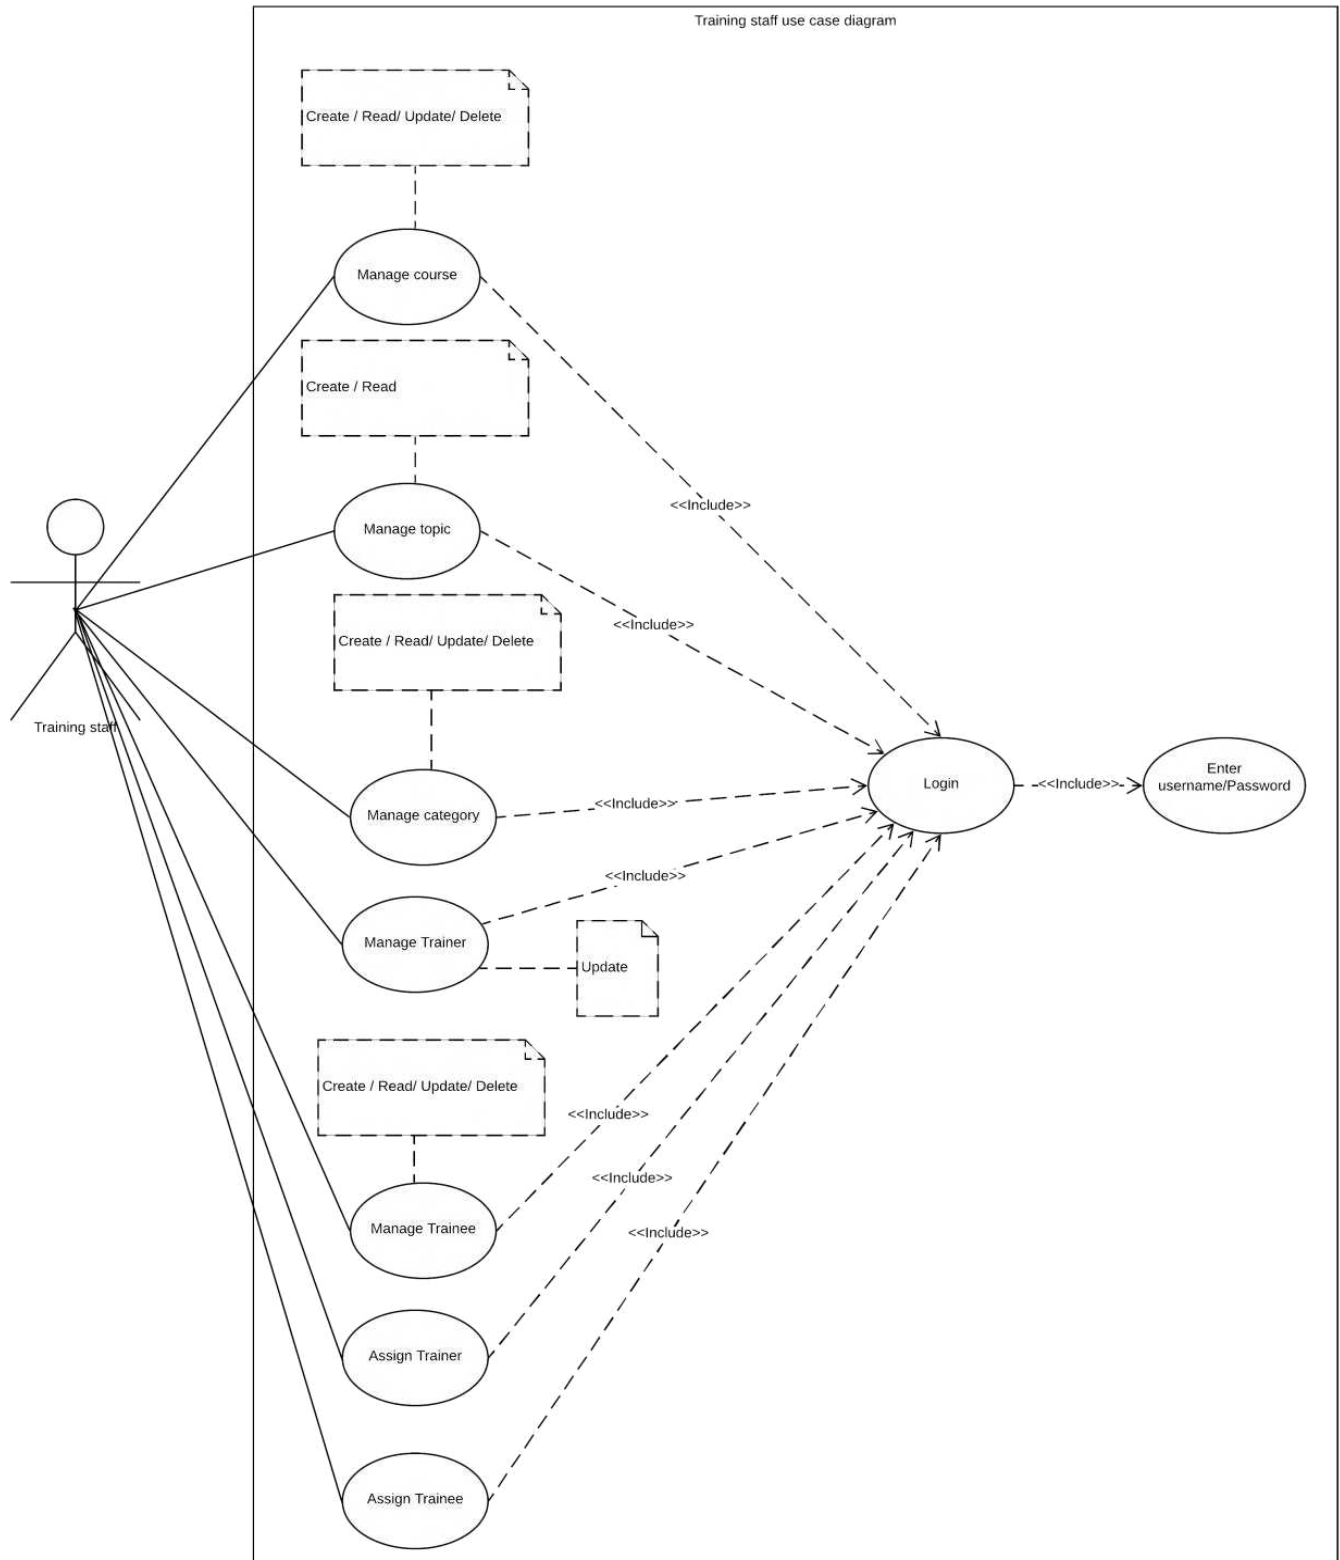 Training staff use case diagram
Create / Read/ Update/ Delete
Manage course
Create / Read
<<Include>>
Manage topic
<<Include>>
Create / Read/ Update/ Delete
Training staff
Login
Enter
username/Password
<<Include>>
<<Include>>
Manage category
<<Include>>
Manage Trainer
Update
Create / Read/ Update/ Delete
<<Include>>
<<Include>>
Manage Trainee
<<Include>>
Assign Trainer
Assign Trainee